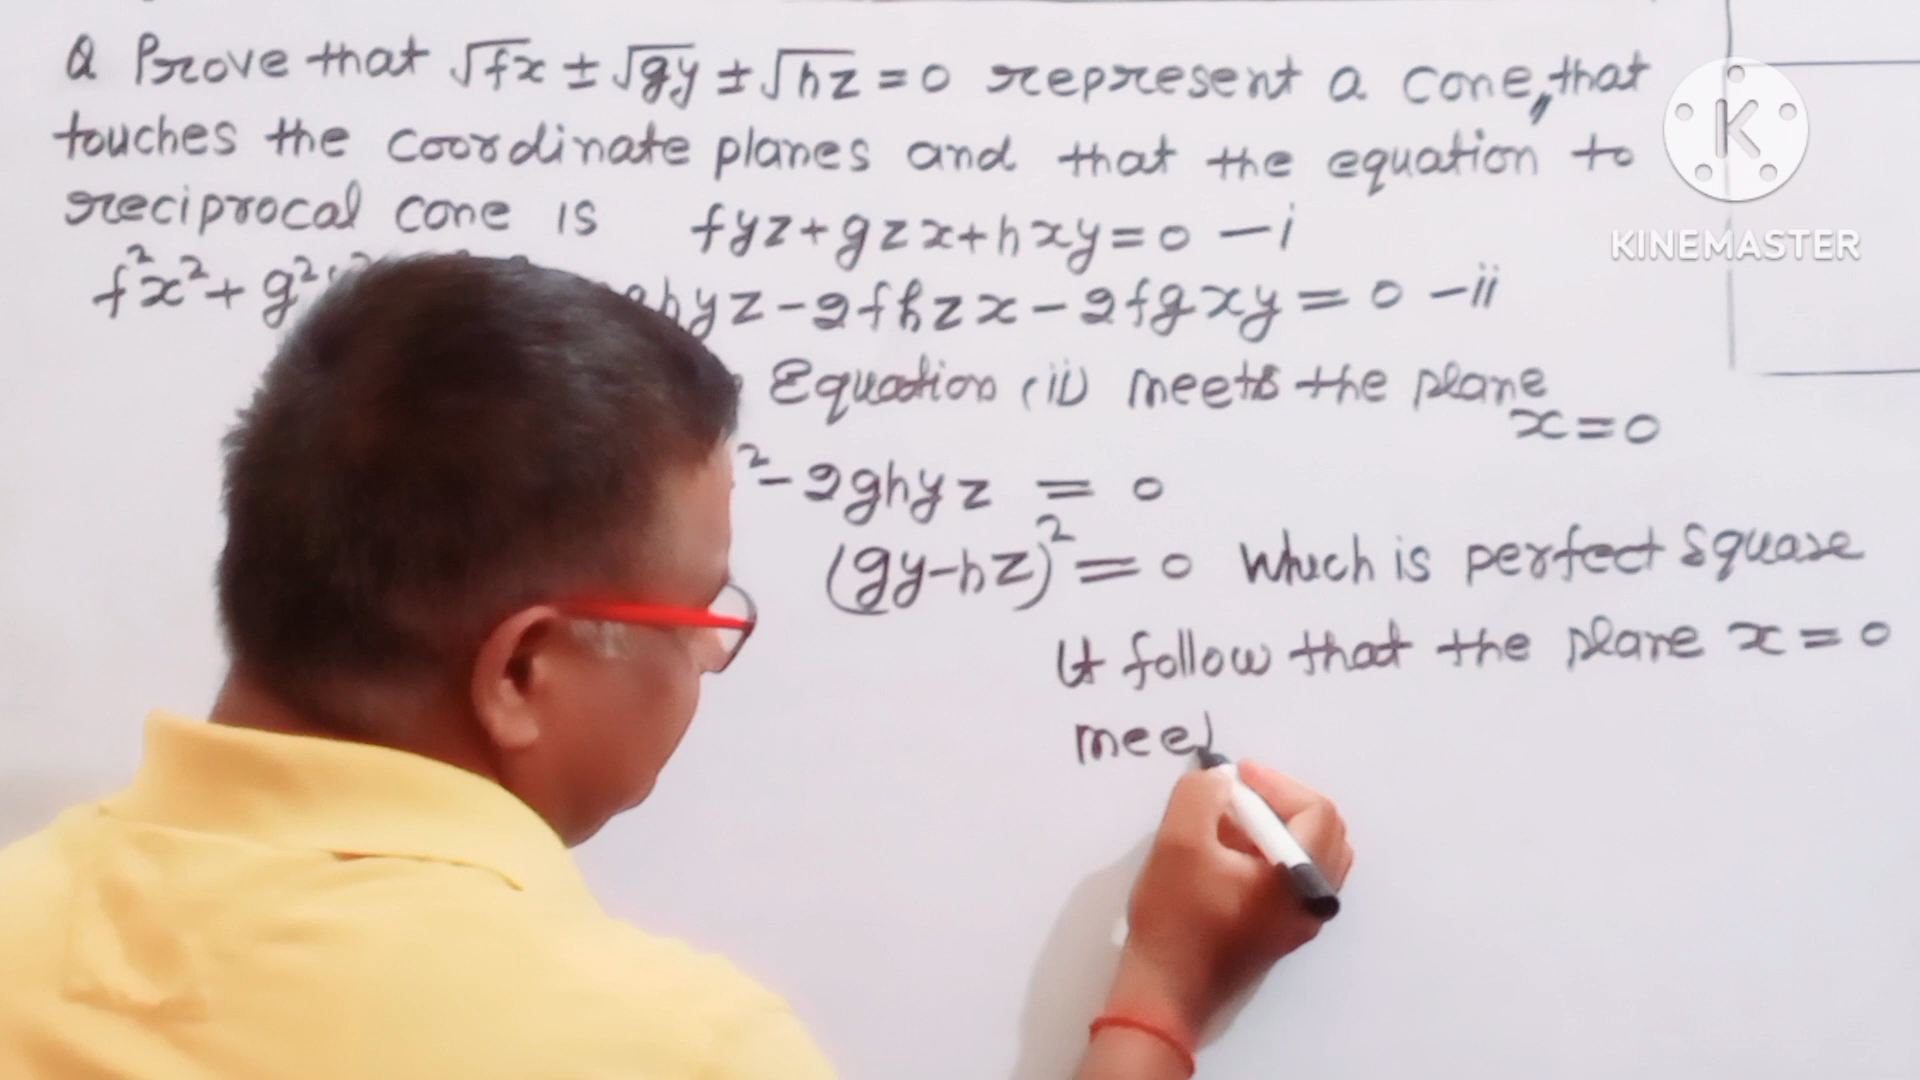 Q Prove that √fx ± √gy ± √hz = 0 represent a cone, that
touches the coordinate planes and that the equation to
reciprocal cone is fyz + gzx + hxy = 0 - i
f²x² + g² hyz - 2fhzx - 2fgxy = 0 - ii
Equation (ii) meets the plane
x = 0
² - 2ghyz = 0
(gy - hz)² = 0 which is perfect square
It follow that the plane x = 0
meet
K
KINEMASTER